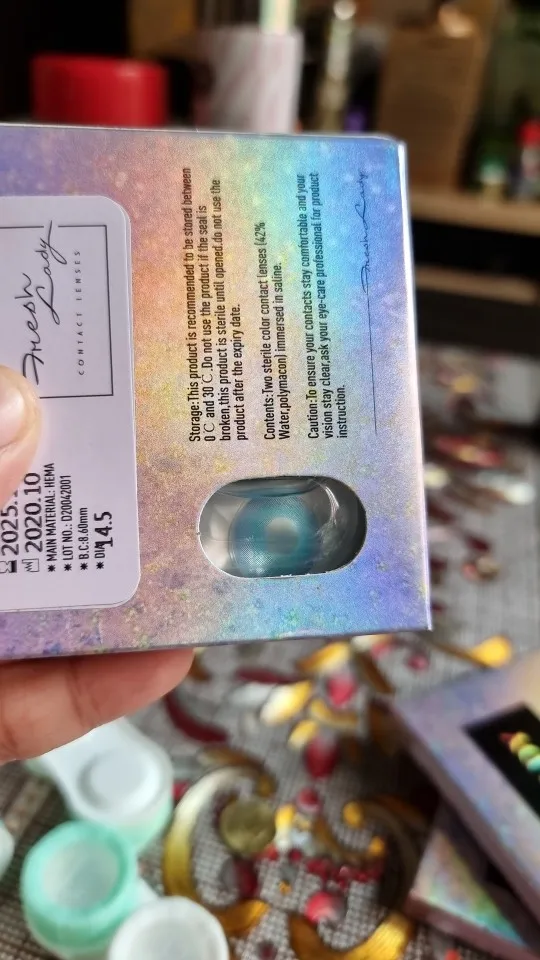 Fresh
Lady
CONTACT LENSES
2025.1
2020.10
✷ MAIN MATERIAL: HEMA
✷ LOT NO.: D20042001
✷ B.C:8.60mm
✷ DIA14.5
Storage:This product is recommended to be stored between
0℃ and 30℃.Do not use the product if the seal is
broken,this product is sterile until opened.do not use the
product after the expiry date.
Contents:Two sterile color contact lenses (42%
Water,polymacon) immersed in saline.
Caution:To ensure your contacts stay comfortable and your
vision stay clear,ask your eye-care professional for product
instruction.
Fresh Lady